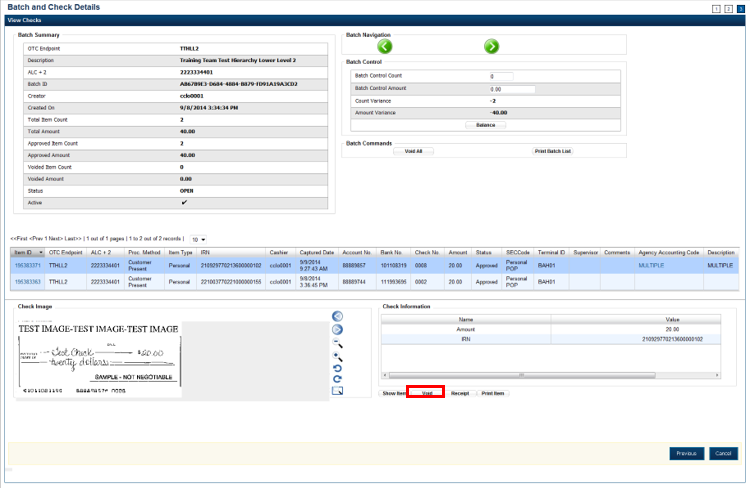 Batch and Check Details
1 2 3
View Checks
Batch Summary
OTC Endpoint TTHLL2
Description Training Team Test Hierarchy Lower Level 2
ALC + 2 2223334401
Batch ID A86789E3-D684-4884-8879-FD91A19A3CD2
Creator cclo0001
Created On 9/8/2014 3:34:34 PM
Total Item Count 2
Total Amount 40.00
Approved Item Count 2
Approved Amount 40.00
Voided Item Count 0
Voided Amount 0.00
Status OPEN
Active ✔
Batch Navigation
Batch Control
Batch Control Count 0
Batch Control Amount 0.00
Count Variance -2
Amount Variance -40.00
Balance
Batch Commands
Void All Print Batch List
<<First <Prev 1 Next> Last>> | 1 out of 1 pages | 1 to 2 out of 2 records | 10
Item ID OTC Endpoint ALC + 2 Proc. Method Item Type IRN Cashier Captured Date Account No. Bank No. Check No. Amount Status SECCode Terminal ID Supervisor Comments Agency Accounting Code Description
195383371 TTHLL2 2223334401 Customer Present Personal 210929770213600000102 cclo0001 9/9/2014 9:27:43 AM 88889857 101108319 0008 20.00 Approved Personal POP BAH01 MULTIPLE MULTIPLE
195383363 TTHLL2 2223334401 Customer Present Personal 221003770221000000155 cclo0001 9/8/2014 3:36:45 PM 88889744 111993695 0002 20.00 Approved Personal POP BAH01
Check Image
TEST IMAGE-TEST IMAGE-TEST IMAGE
DATE
Test Check $20.00
twenty dollars
SAMPLE - NOT NEGOTIABLE
Check Information
Name Value
Amount 20.00
IRN 210929770213600000102
Show Item Void Receipt Print Item
Previous Cancel